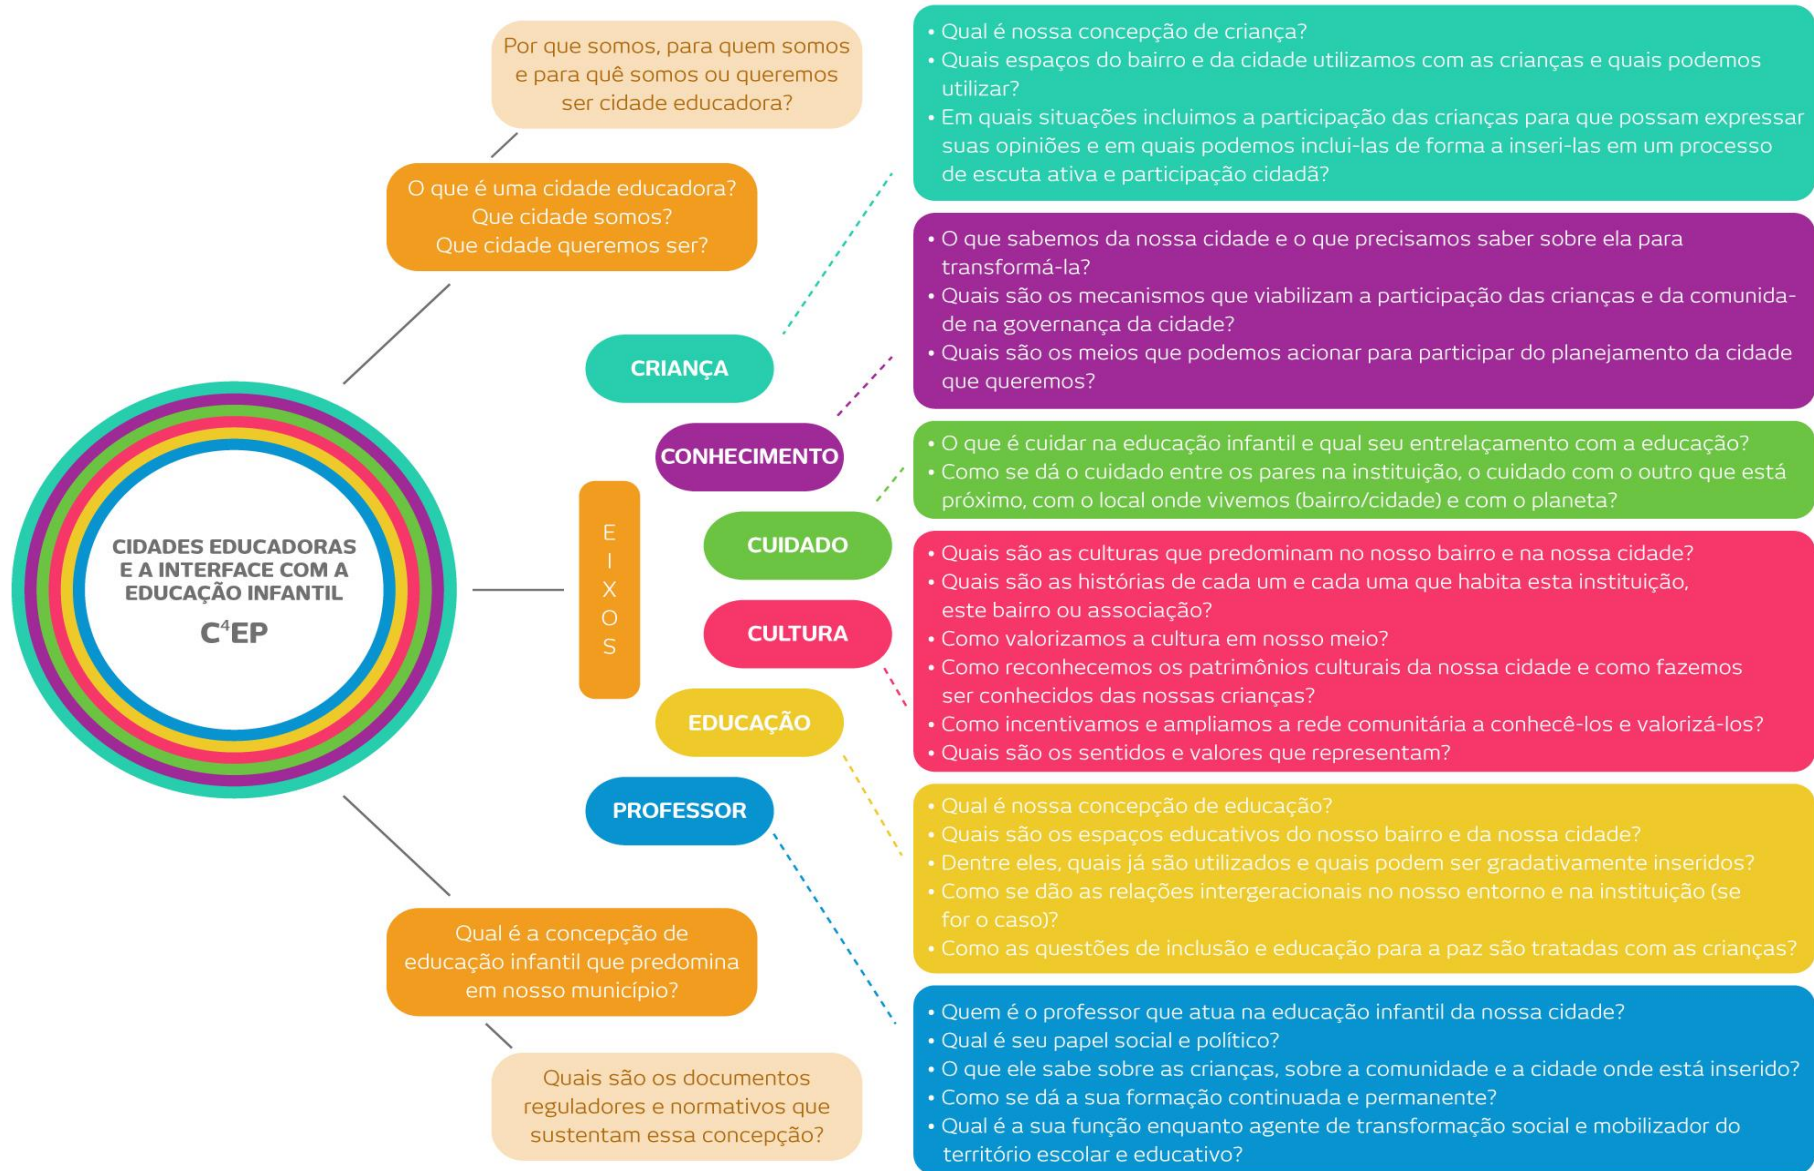 Por que somos, para quem somos
e para quê somos ou queremos
ser cidade educadora?
O que é uma cidade educadora?
Que cidade somos?
Que cidade queremos ser?
CIDADES EDUCADORAS
E A INTERFACE COM A
EDUCAÇÃO INFANTIL
C⁴EP
Qual é a concepção de
educação infantil que predomina
em nosso município?
Quais são os documentos
reguladores e normativos que
sustentam essa concepção?
E
I
X
O
S
CRIANÇA
• Qual é nossa concepção de criança?
• Quais espaços do bairro e da cidade utilizamos com as crianças e quais podemos
utilizar?
• Em quais situações incluimos a participação das crianças para que possam expressar
suas opiniões e em quais podemos inclui-las de forma a inseri-las em um processo
de escuta ativa e participação cidadã?
CONHECIMENTO
• O que sabemos da nossa cidade e o que precisamos saber sobre ela para
transformá-la?
• Quais são os mecanismos que viabilizam a participação das crianças e da comunida-
de na governança da cidade?
• Quais são os meios que podemos acionar para participar do planejamento da cidade
que queremos?
CUIDADO
• O que é cuidar na educação infantil e qual seu entrelaçamento com a educação?
• Como se dá o cuidado entre os pares na instituição, o cuidado com o outro que está
próximo, com o local onde vivemos (bairro/cidade) e com o planeta?
CULTURA
• Quais são as culturas que predominam no nosso bairro e na nossa cidade?
• Quais são as histórias de cada um e cada uma que habita esta instituição,
este bairro ou associação?
• Como valorizamos a cultura em nosso meio?
• Como reconhecemos os patrimônios culturais da nossa cidade e como fazemos
ser conhecidos das nossas crianças?
• Como incentivamos e ampliamos a rede comunitária a conhecê-los e valorizá-los?
• Quais são os sentidos e valores que representam?
EDUCAÇÃO
• Qual é nossa concepção de educação?
• Quais são os espaços educativos do nosso bairro e da nossa cidade?
• Dentre eles, quais já são utilizados e quais podem ser gradativamente inseridos?
• Como se dão as relações intergeracionais no nosso entorno e na instituição (se
for o caso)?
• Como as questões de inclusão e educação para a paz são tratadas com as crianças?
PROFESSOR
• Quem é o professor que atua na educação infantil da nossa cidade?
• Qual é seu papel social e político?
• O que ele sabe sobre as crianças, sobre a comunidade e a cidade onde está inserido?
• Como se dá a sua formação continuada e permanente?
• Qual é a sua função enquanto agente de transformação social e mobilizador do
território escolar e educativo?